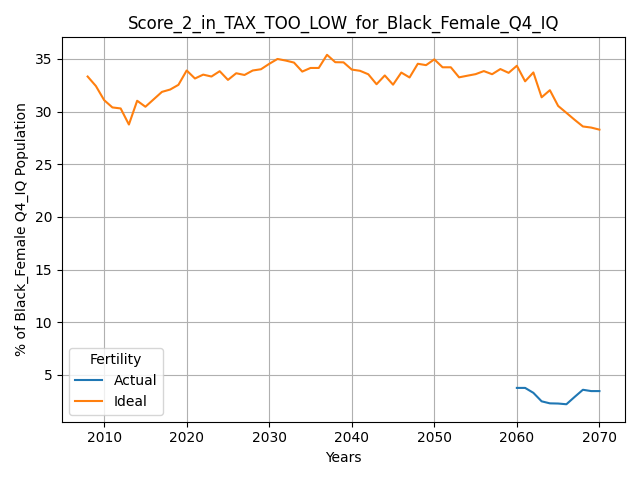 Score_2_in_TAX_TOO_LOW_for_Black_Female_Q4_IQ
% of Black_Female Q4_IQ Population
35
30
25
20
15
10
5
Fertility
Actual
Ideal
2010 2020 2030 2040 2050 2060 2070
Years